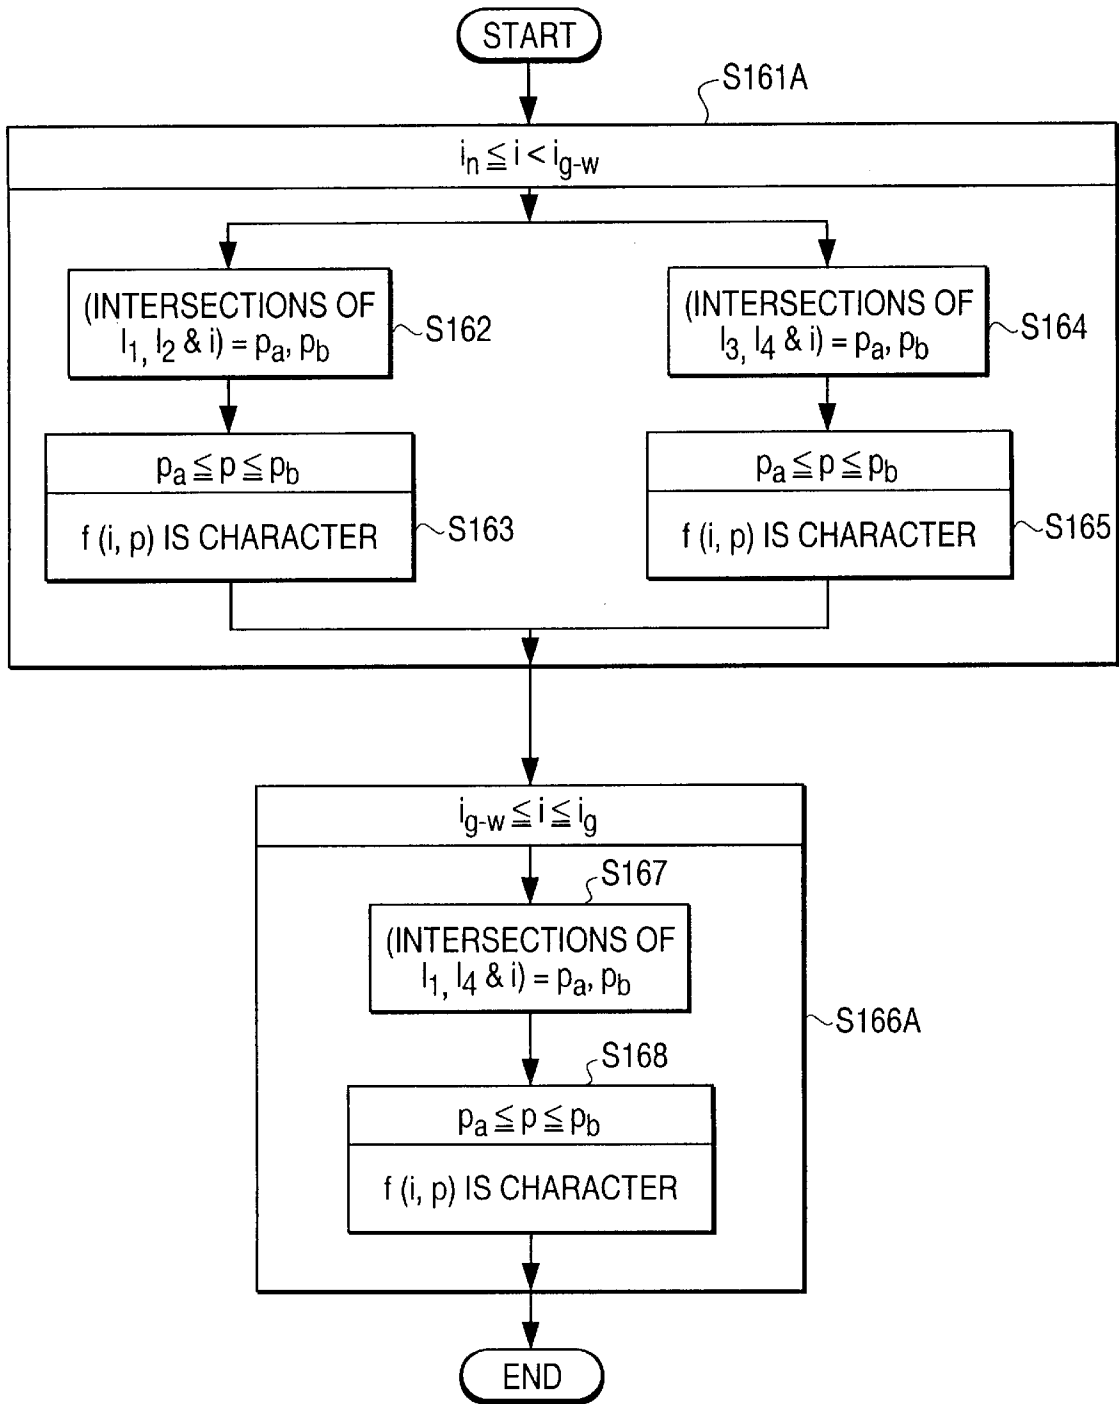 START
S161A
i_n ≦ i < i_g-w
(INTERSECTIONS OF
l_1, l_2 & i) = p_a, p_b
S162
(INTERSECTIONS OF
l_3, l_4 & i) = p_a, p_b
S164
p_a ≦ p ≦ p_b
f (i, p) IS CHARACTER
S163
p_a ≦ p ≦ p_b
f (i, p) IS CHARACTER
S165
i_g-w ≦ i ≦ i_g
S167
(INTERSECTIONS OF
l_1, l_4 & i) = p_a, p_b
S166A
S168
p_a ≦ p ≦ p_b
f (i, p) IS CHARACTER
END